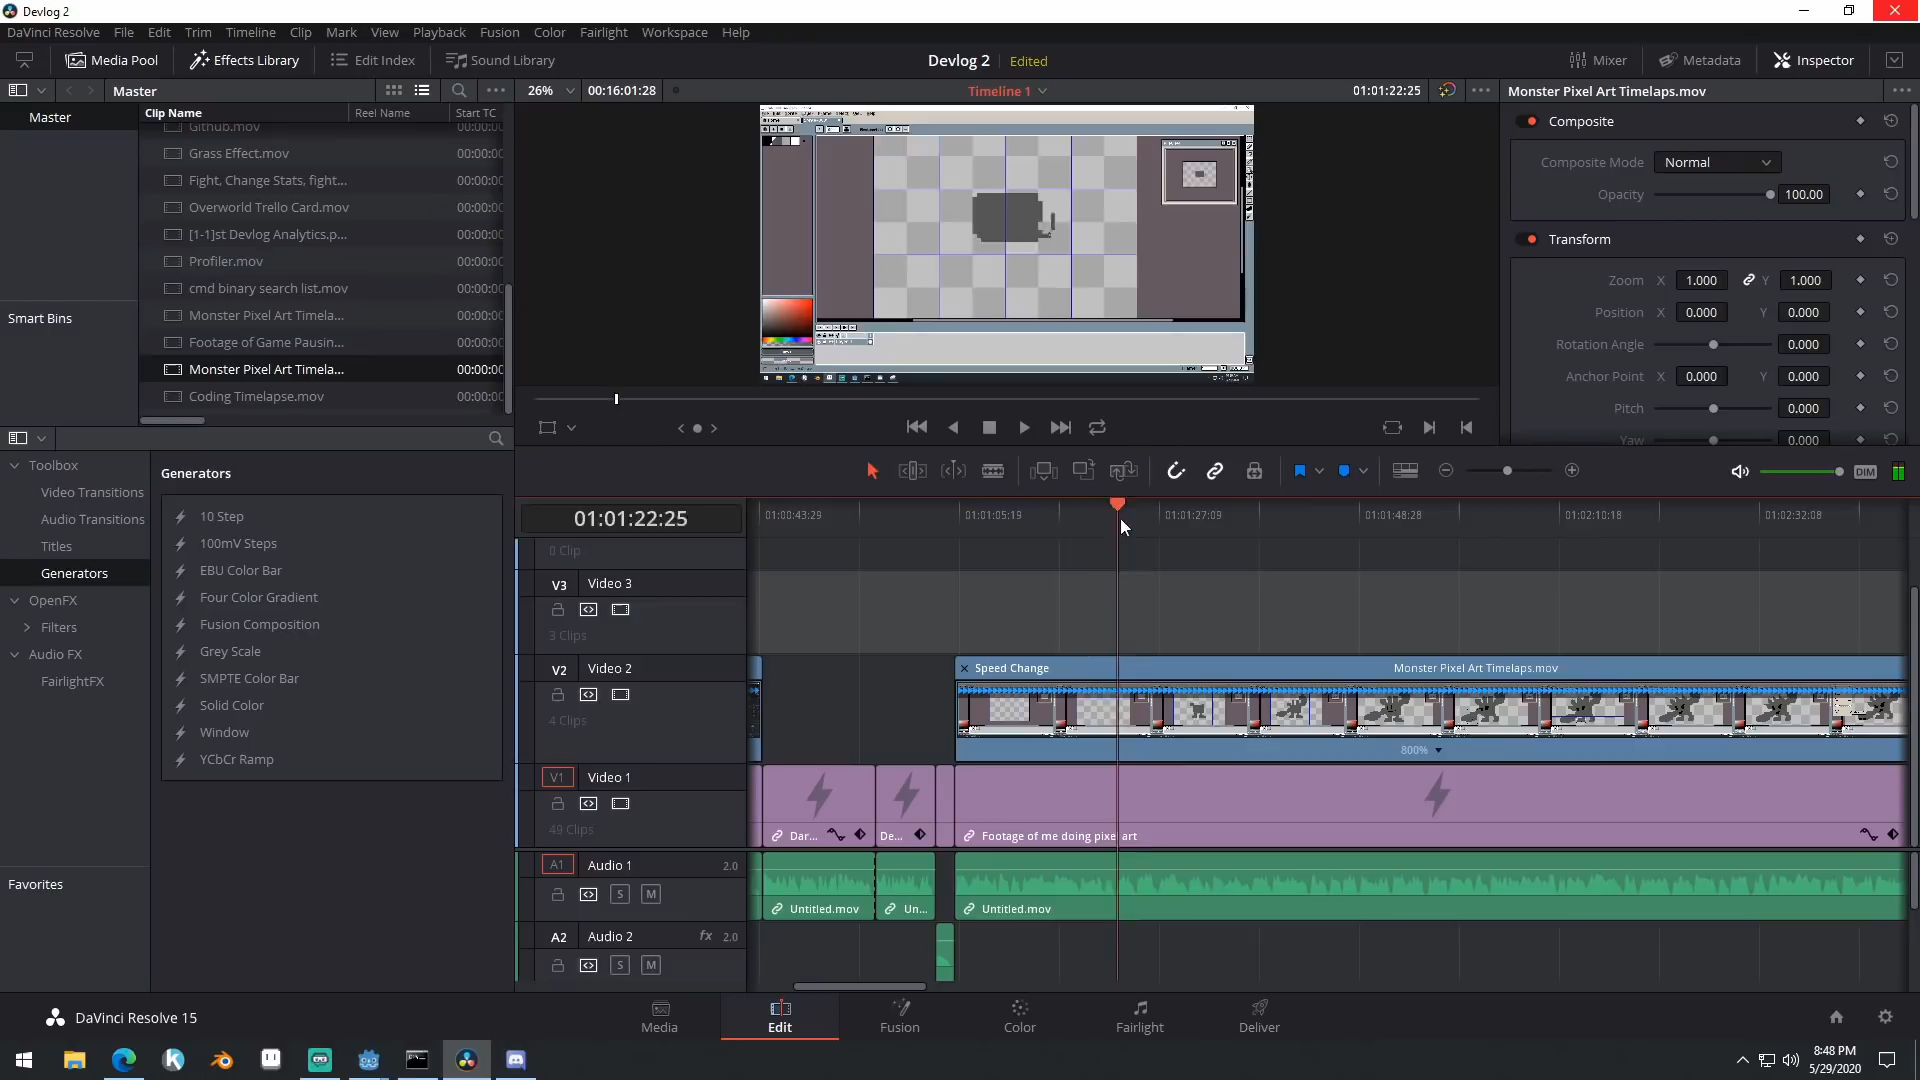 Devlog 2
DaVinci Resolve File Edit Trim Timeline Clip Mark View Playback Fusion Color Fairlight Workspace Help
Media Pool Effects Library Edit Index Sound Library Devlog 2 Edited Mixer Metadata Inspector
Master 26% 00:16:01:28 Timeline 1 01:01:22:25 Monster Pixel Art Timelaps.mov
Master
Clip Name Reel Name Start TC
Github.mov 00:00:00
Grass Effect.mov 00:00:00
Fight, Change Stats, fight... 00:00:00
Overworld Trello Card.mov 00:00:00
[1-1]st Devlog Analytics.p... 00:00:00
Profiler.mov 00:00:00
cmd binary search list.mov 00:00:00
Monster Pixel Art Timela... 00:00:00
Footage of Game Pausin... 00:00:00
Monster Pixel Art Timela... 00:00:00
Coding Timelapse.mov 00:00:00
Smart Bins
Composite
Composite Mode Normal
Opacity 100.00
Transform
Zoom X 1.000 Y 1.000
Position X 0.000 Y 0.000
Rotation Angle 0.000
Anchor Point X 0.000 Y 0.000
Pitch 0.000
Yaw 0.000
Toolbox
Video Transitions
Audio Transitions
Titles
Generators
OpenFX
Filters
Audio FX
FairlightFX
Favorites
Generators
10 Step
100mV Steps
EBU Color Bar
Four Color Gradient
Fusion Composition
Grey Scale
SMPTE Color Bar
Solid Color
Window
YCbCr Ramp
DIM
01:01:22:25 01:00:43:29 01:01:05:19 01:01:27:09 01:01:48:28 01:02:10:18 01:02:32:08
0 Clip
V3 Video 3
3 Clips
V2 Video 2
4 Clips
Speed Change Monster Pixel Art Timelaps.mov
800%
V1 Video 1
49 Clips
Dar... De... Footage of me doing pixel art
A1 Audio 1 2.0
S M
Untitled.mov Un... Untitled.mov
A2 Audio 2 fx 2.0
S M
DaVinci Resolve 15 Media Edit Fusion Color Fairlight Deliver
8:48 PM
5/29/2020